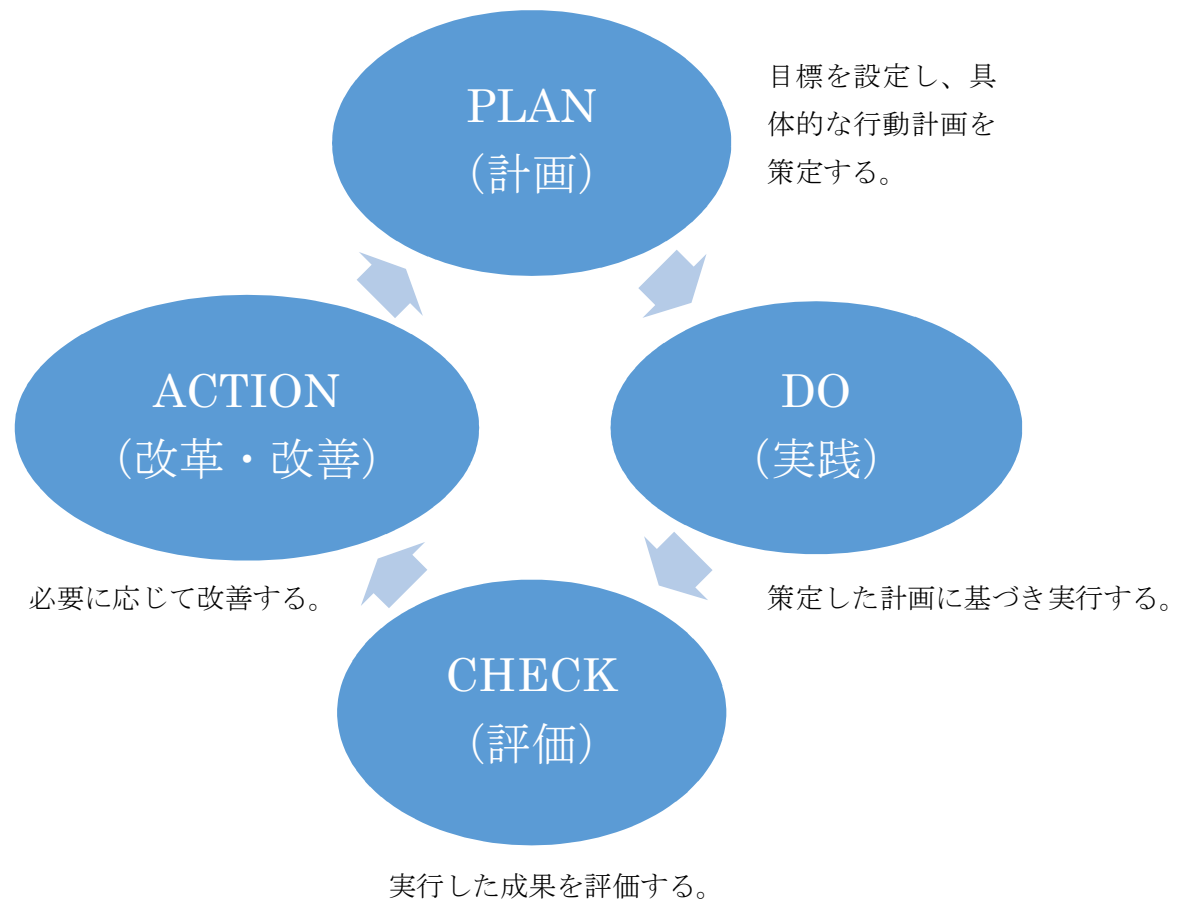 PLAN
（計画）
目標を設定し、具
体的な行動計画を
策定する。
ACTION
（改革・改善）
DO
（実践）
必要に応じて改善する。
策定した計画に基づき実行する。
CHECK
（評価）
実行した成果を評価する。